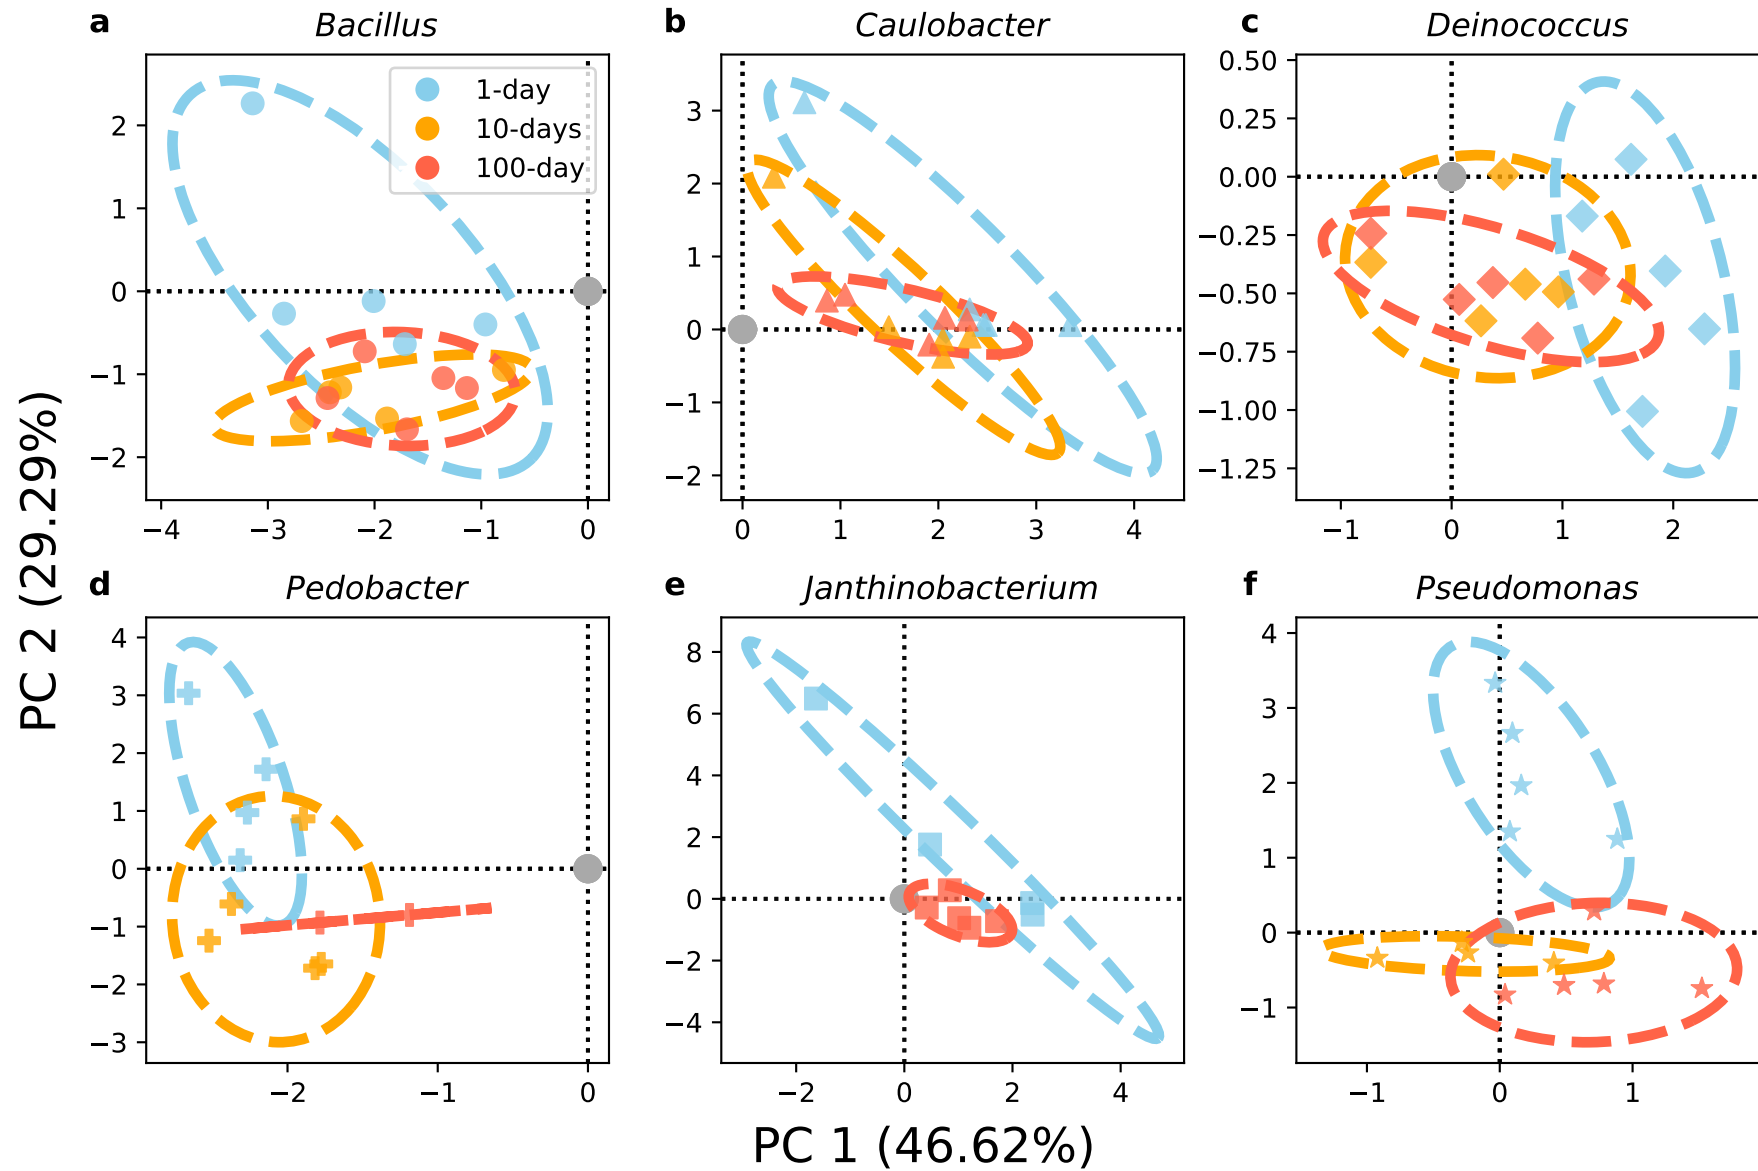 a Bacillus
b Caulobacter
c Deinococcus
1-day
10-days
100-day
2
1
0
−1
−2
−4 −3 −2 −1 0
3
2
1
0
−1
−2
0 1 2 3 4
0.50
0.25
0.00
−0.25
−0.50
−0.75
−1.00
−1.25
−1 0 1 2
d Pedobacter
e Janthinobacterium
f Pseudomonas
4
3
2
1
0
−1
−2
−3
−2 −1 0
8
6
4
2
0
−2
−4
−2 0 2 4
4
3
2
1
0
−1
−1 0 1
PC 2 (29.29%)
PC 1 (46.62%)